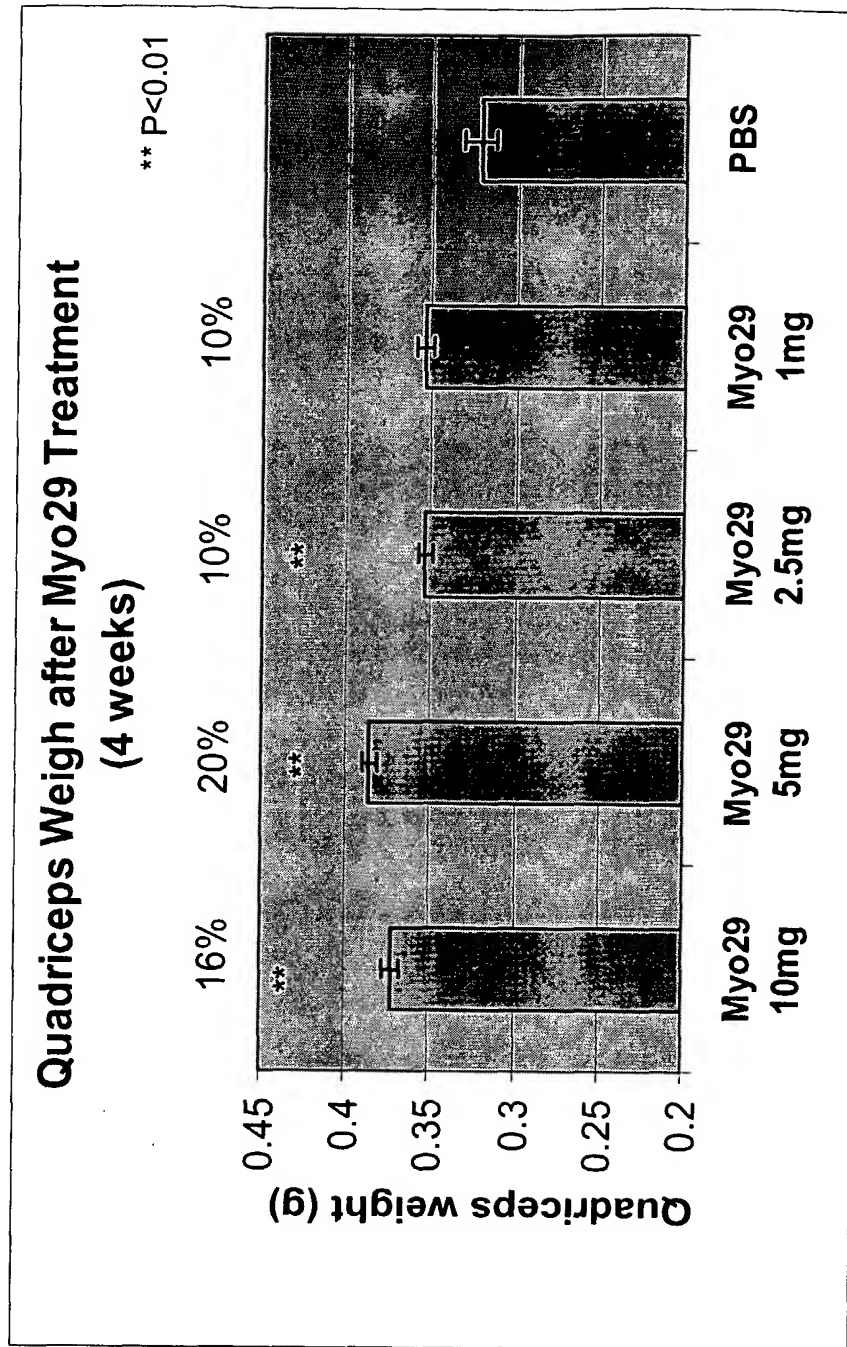 Quadriceps Weigh after Myo29 Treatment
(4 weeks)
** P<0.01
16%
20%
10%
10%
**
**
**
Quadriceps weight (g)
0.45
0.4
0.35
0.3
0.25
0.2
Myo29
10mg
Myo29
5mg
Myo29
2.5mg
Myo29
1mg
PBS